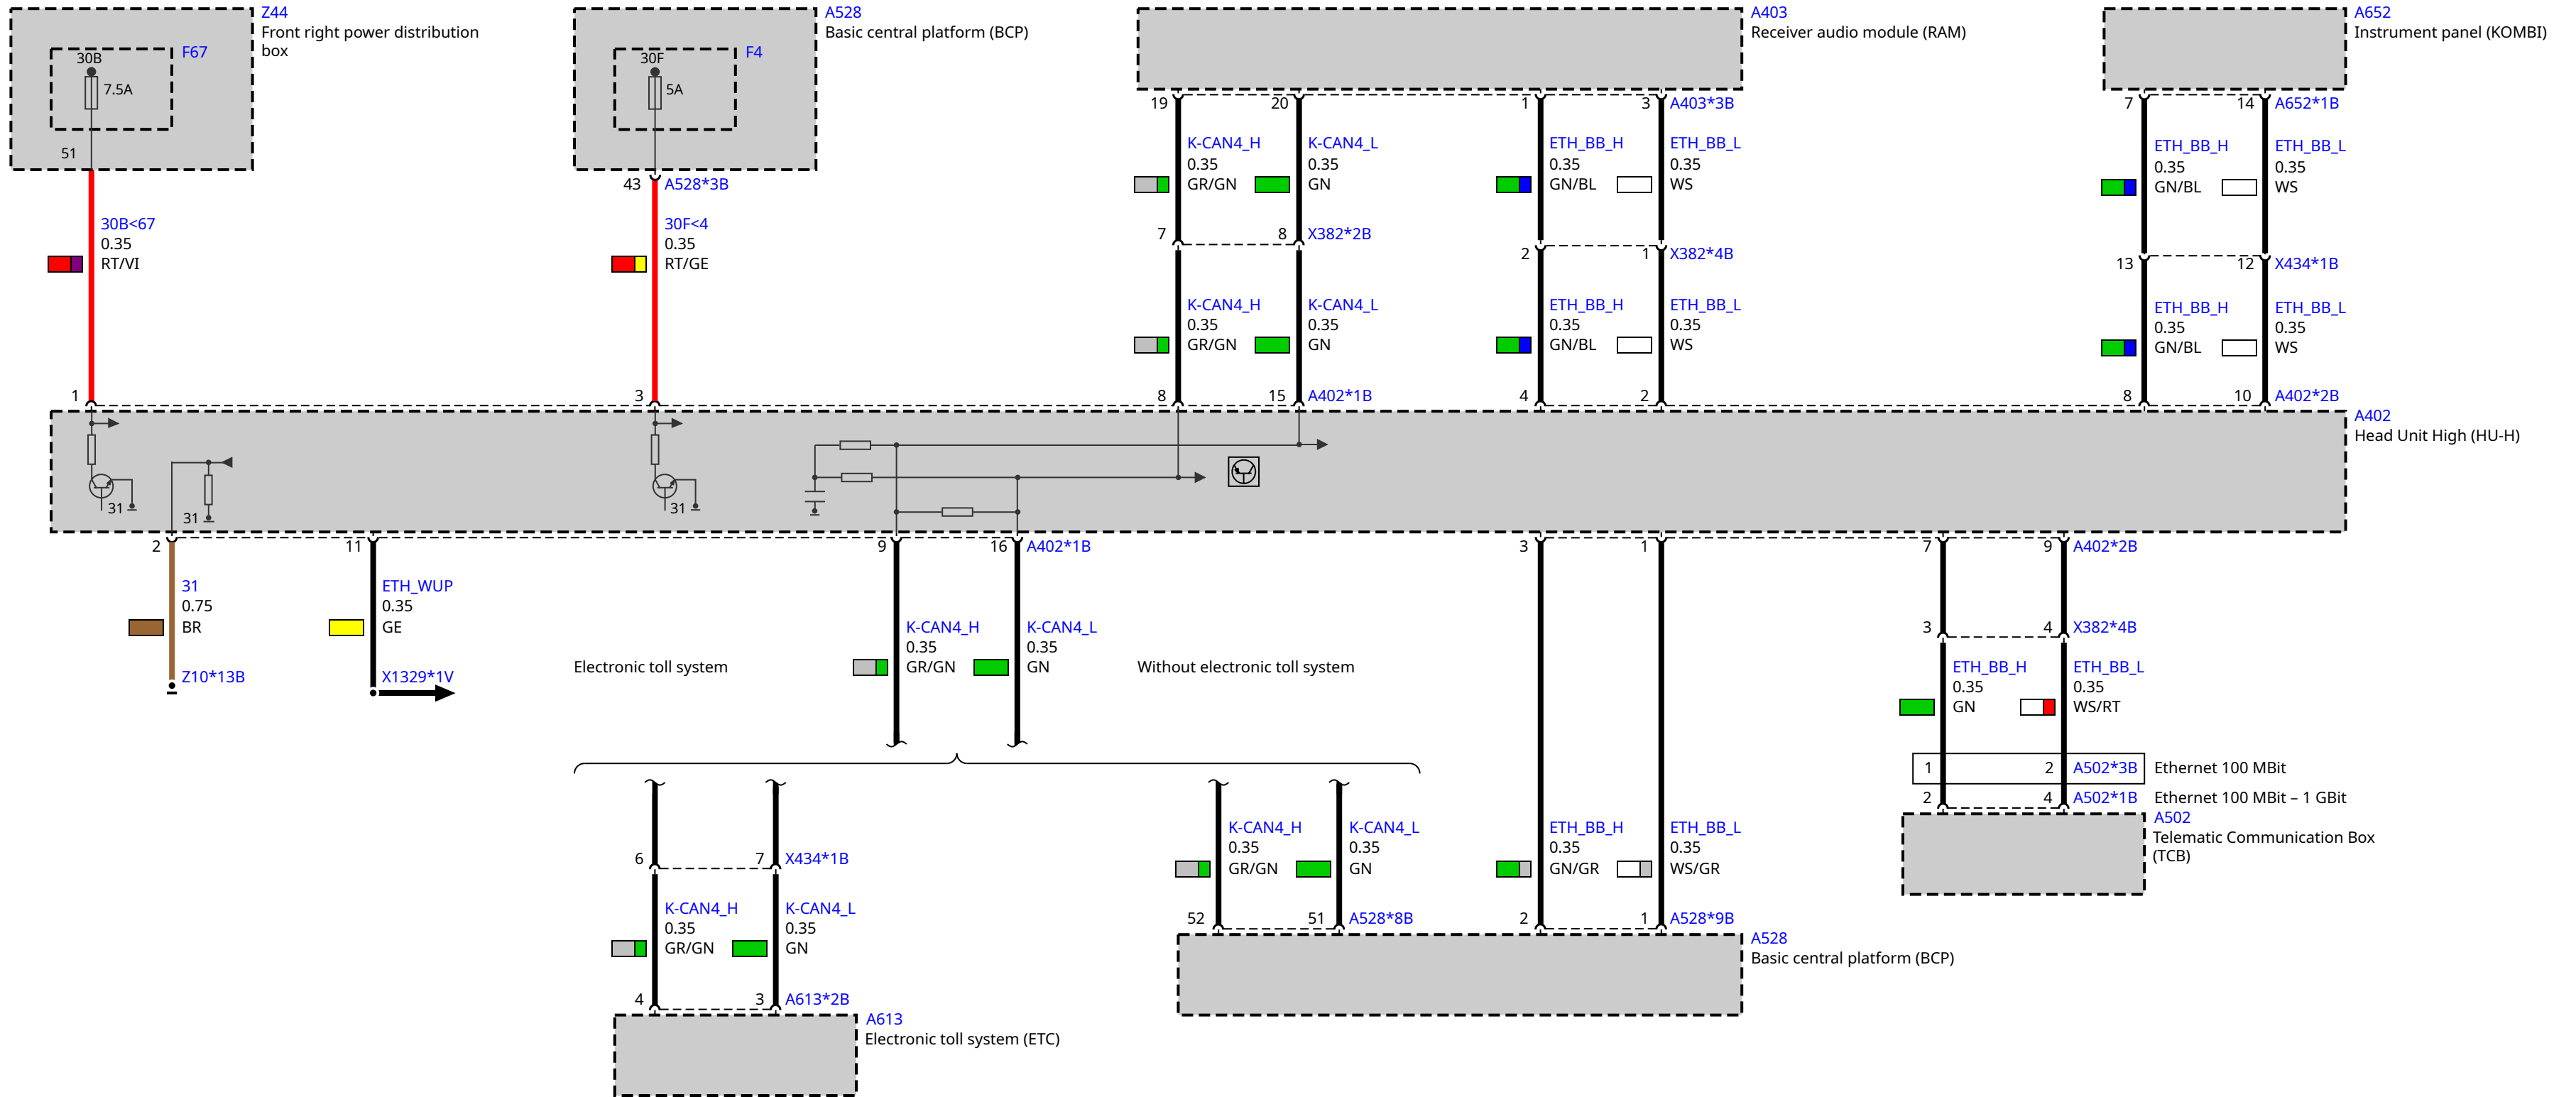 Z44
Front right power distribution
box
A528
Basic central platform (BCP)
A403
Receiver audio module (RAM)
A652
Instrument panel (KOMBI)
30B
F67
7.5A
51
30F
F4
5A
43 A528*3B
19 20 1 3 A403*3B
7 14 A652*1B
K-CAN4_H K-CAN4_L ETH_BB_H ETH_BB_L ETH_BB_H ETH_BB_L
0.35 0.35 0.35 0.35 0.35 0.35
GR/GN GN GN/BL WS GN/BL WS
30B<67 30F<4
0.35 0.35
RT/VI RT/GE
7 8 X382*2B
2 1 X382*4B
13 12 X434*1B
K-CAN4_H K-CAN4_L ETH_BB_H ETH_BB_L ETH_BB_H ETH_BB_L
0.35 0.35 0.35 0.35 0.35 0.35
GR/GN GN GN/BL WS GN/BL WS
1 3 8 15 A402*1B 4 2 8 10 A402*2B
A402
Head Unit High (HU-H)
31 31 31
2 11 9 16 A402*1B 3 1 7 9 A402*2B
31 ETH_WUP
0.75 0.35
BR GE
Z10*13B X1329*1V
K-CAN4_H K-CAN4_L
0.35 0.35
GR/GN GN
Electronic toll system
Without electronic toll system
3 4 X382*4B
ETH_BB_H ETH_BB_L
0.35 0.35
GN WS/RT
1 2 A502*3B Ethernet 100 MBit
2 4 A502*1B Ethernet 100 MBit – 1 GBit
A502
Telematic Communication Box
(TCB)
6 7 X434*1B
K-CAN4_H K-CAN4_L ETH_BB_H ETH_BB_L
0.35 0.35 0.35 0.35
GR/GN GN GN/GR WS/GR
K-CAN4_H K-CAN4_L
0.35 0.35
GR/GN GN
52 51 A528*8B 2 1 A528*9B
A528
Basic central platform (BCP)
4 3 A613*2B
A613
Electronic toll system (ETC)